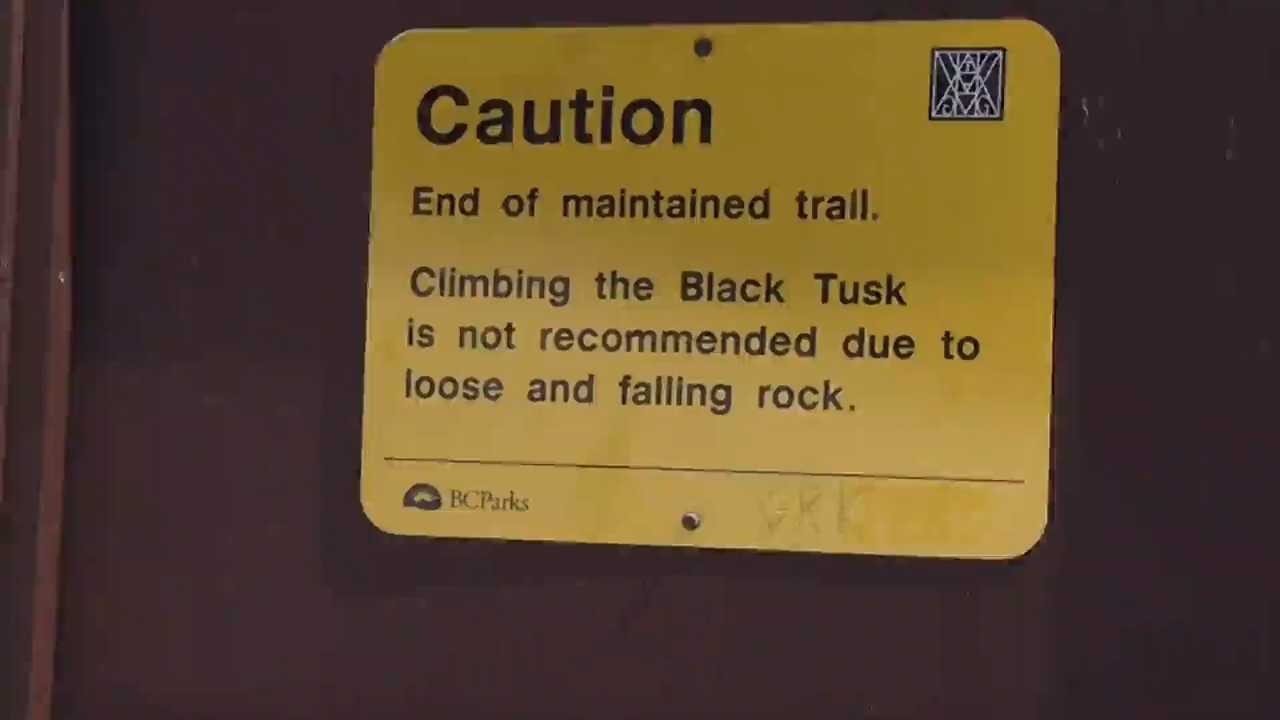 Caution
End of maintained trail.
Climbing the Black Tusk
is not recommended due to
loose and falling rock.
BCParks